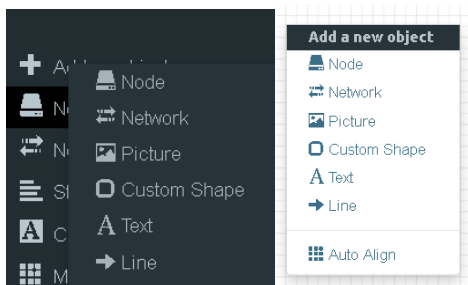 Node
Network
Picture
Custom Shape
Text
Line
Add a new object
Node
Network
Picture
Custom Shape
Text
Line
Auto Align